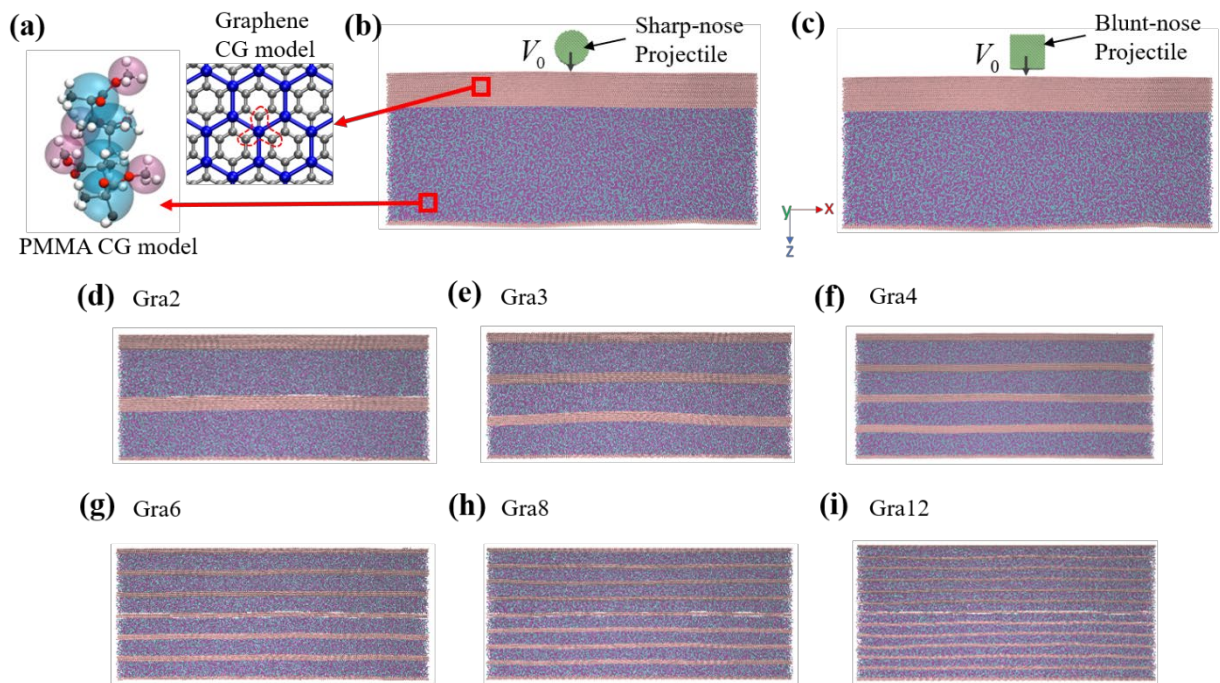 (a)
Graphene
CG model
PMMA CG model
(b)
V0
Sharp-nose
Projectile
(c)
V0
Blunt-nose
Projectile
y x
z
(d) Gra2
(e) Gra3
(f) Gra4
(g) Gra6
(h) Gra8
(i) Gra12